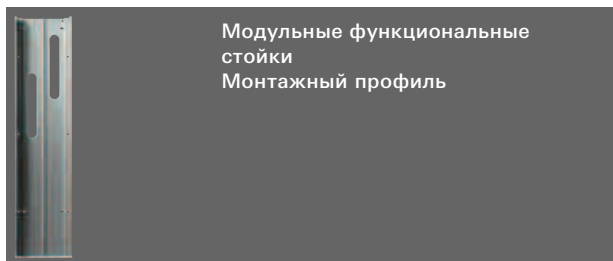 Модульные функциональные
стойки
Монтажный профиль